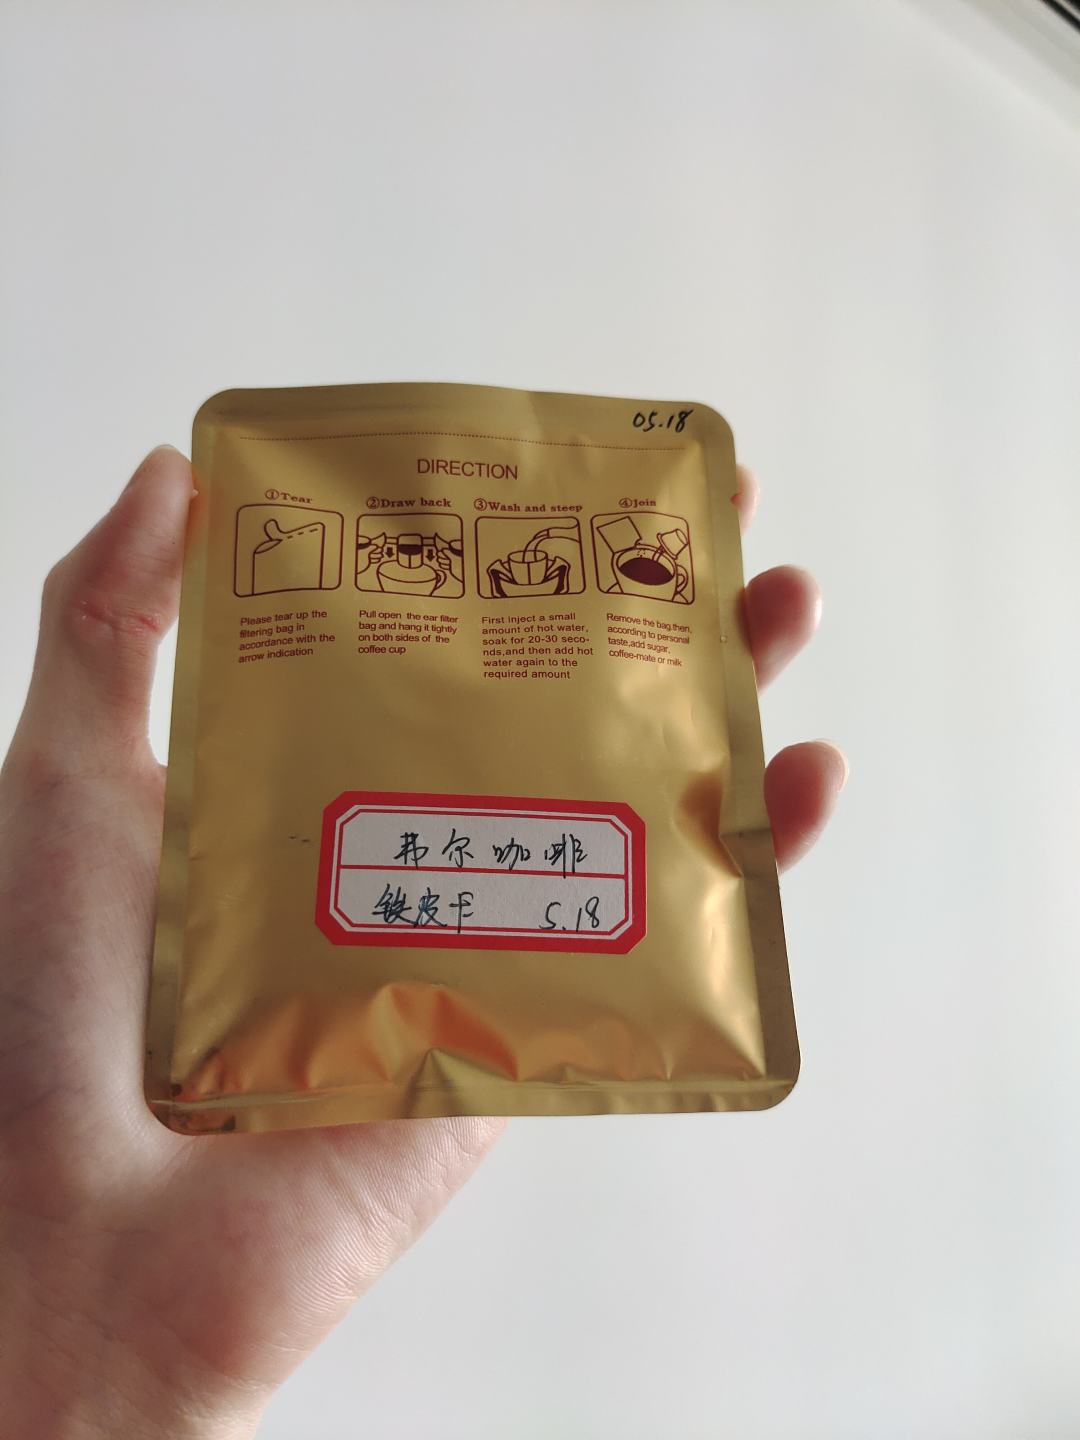 05.18
DIRECTION
①Tear
②Draw back
③Wash and steep
④Join
Please tear up the
filtering bag in
accordance with the
arrow indication
Pull open the ear filter
bag and hang it tightly
on both sides of the
coffee cup
First inject a small
amount of hot water,
soak for 20-30 seco-
nds,and then add hot
water again to the
required amount
Remove the bag,then,
according to personal
taste,add sugar,
coffee-mate or milk
弗尔咖啡
铁皮卡 5.18